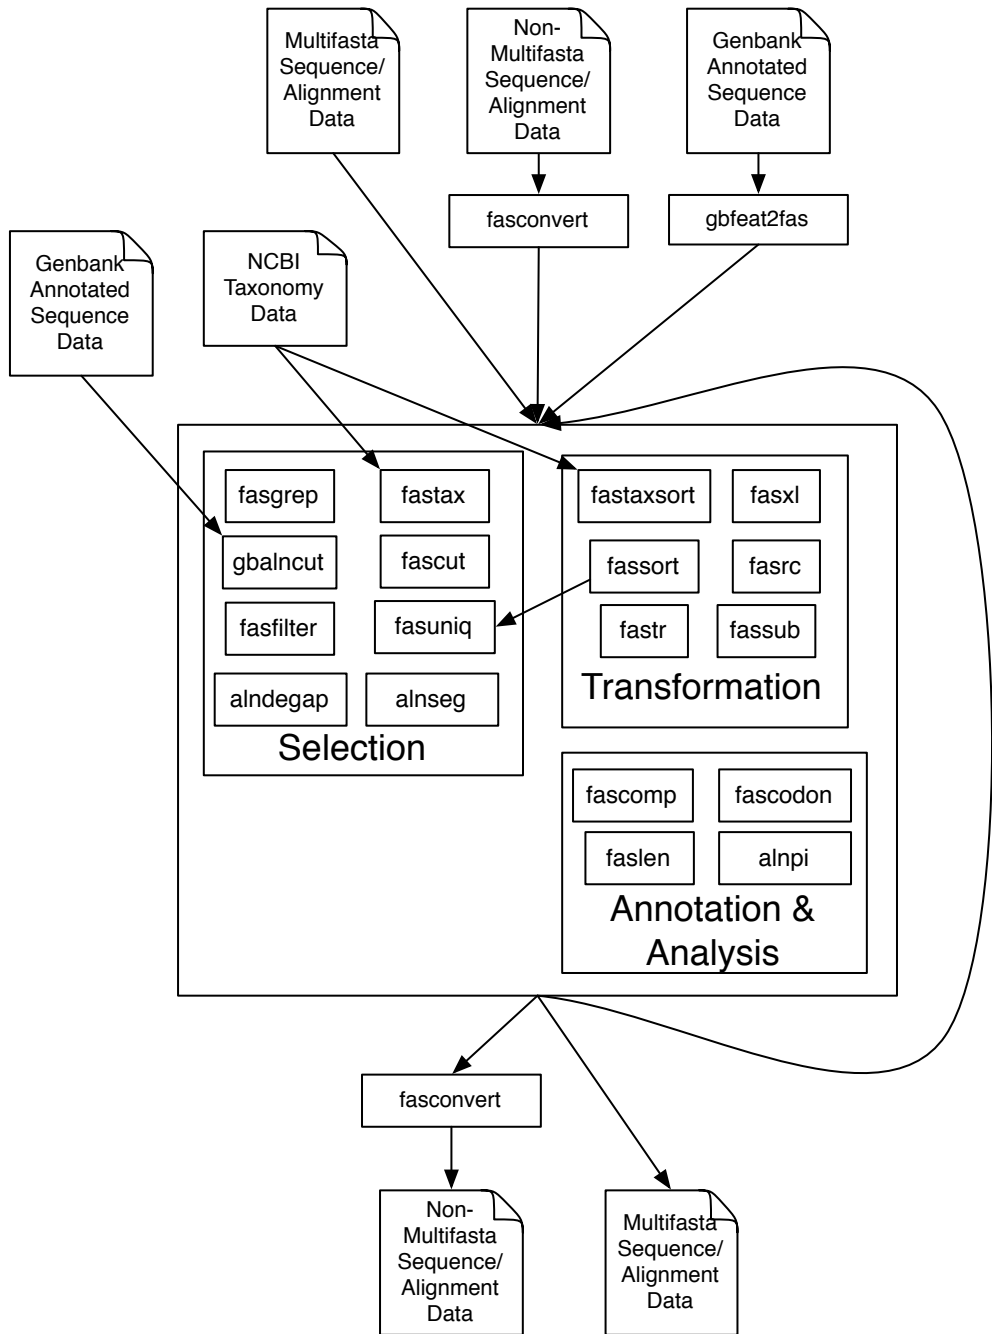 Multifasta
Sequence/
Alignment
Data
Non-
Multifasta
Sequence/
Alignment
Data
Genbank
Annotated
Sequence
Data
fasconvert
gbfeat2fas
Genbank
Annotated
Sequence
Data
NCBI
Taxonomy
Data
fasgrep
fastax
gbalncut
fascut
fasfilter
fasuniq
alndegap
alnseg
Selection
fastaxsort
fasxl
fassort
fasrc
fastr
fassub
Transformation
fascomp
fascodon
faslen
alnpi
Annotation &
Analysis
fasconvert
Non-
Multifasta
Sequence/
Alignment
Data
Multifasta
Sequence/
Alignment
Data